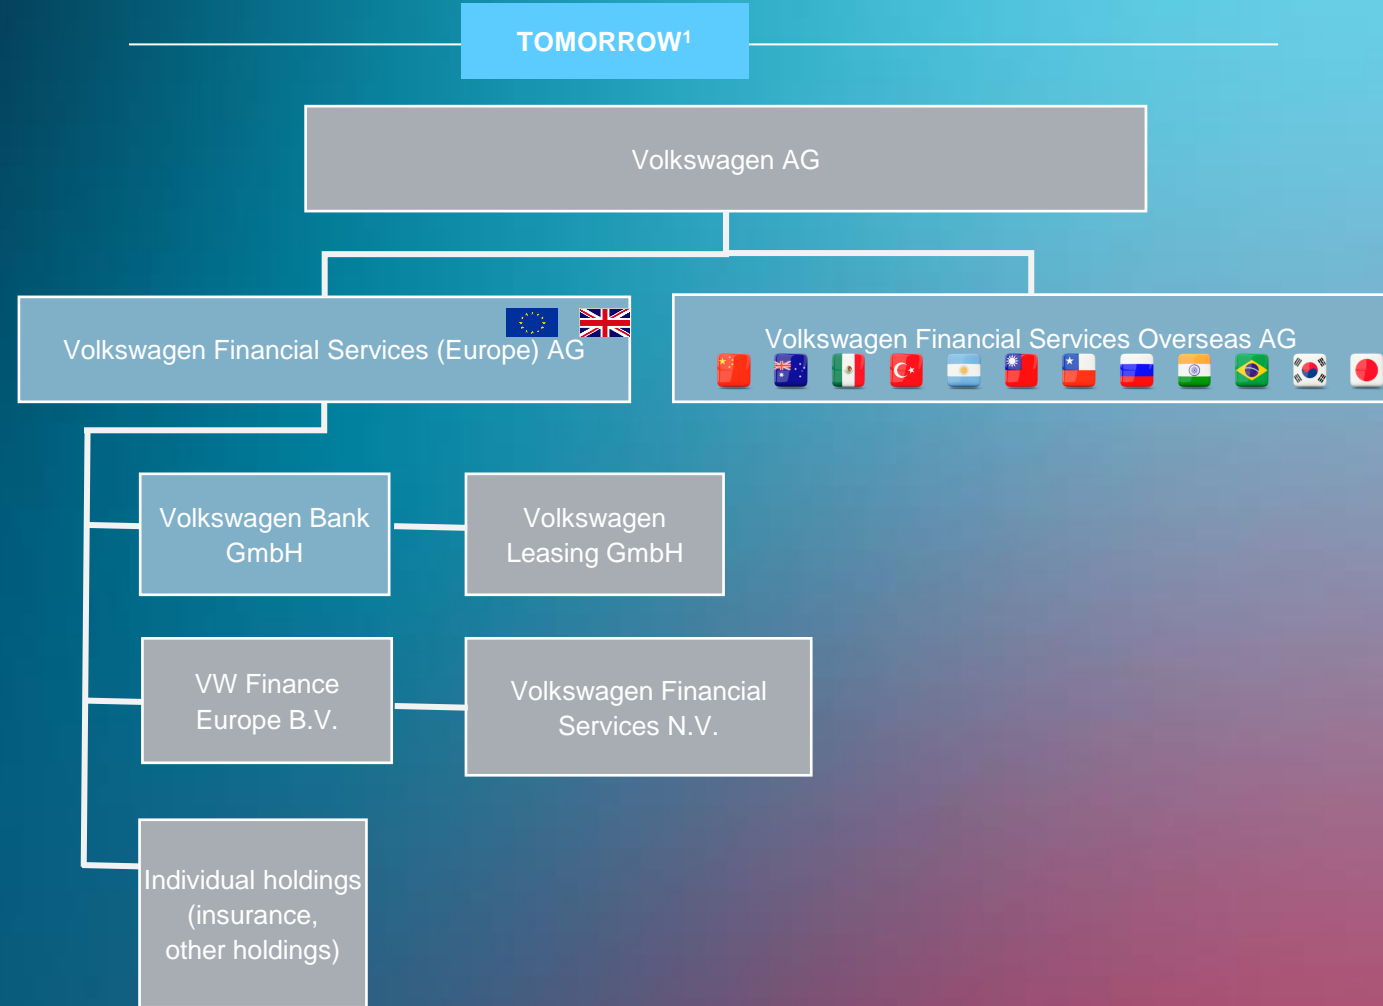 TOMORROW¹
Volkswagen AG
Volkswagen Financial Services (Europe) AG
Volkswagen Financial Services Overseas AG
Volkswagen Bank
GmbH
Volkswagen
Leasing GmbH
VW Finance
Europe B.V.
Volkswagen Financial
Services N.V.
Individual holdings
(insurance,
other holdings)